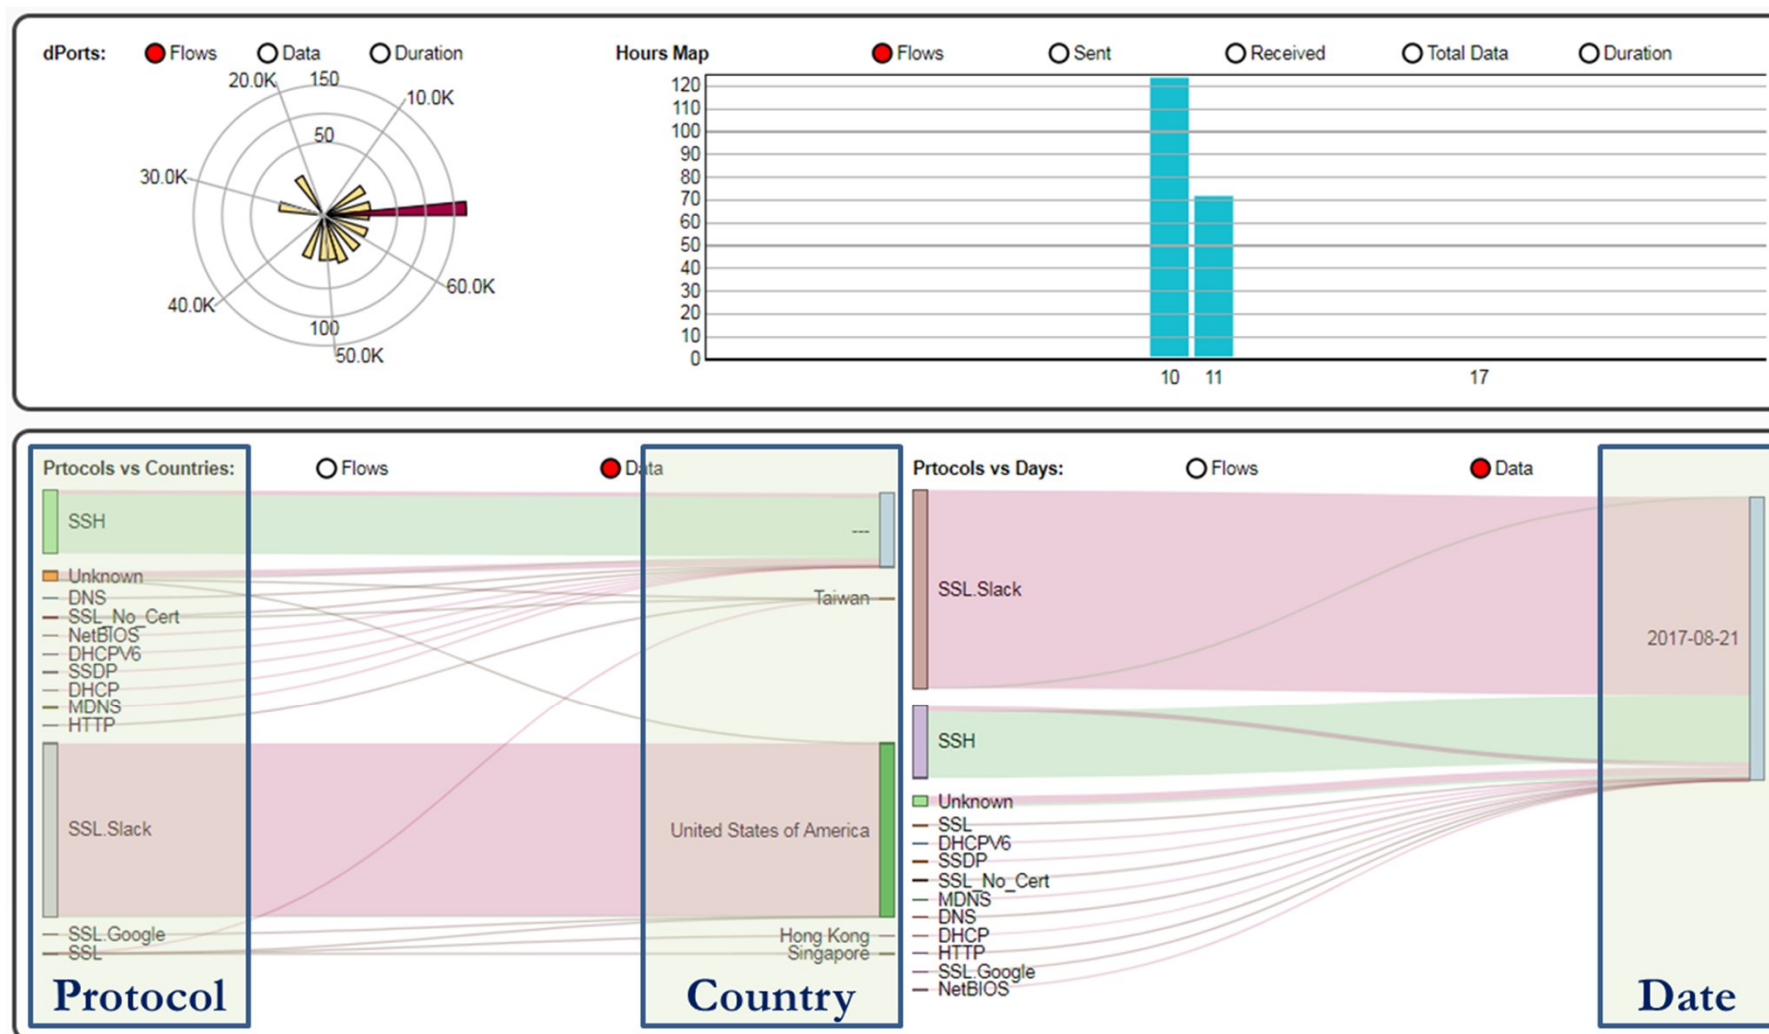 dPorts: Flows Data Duration
20.0K 150 10.0K
50
30.0K
60.0K
40.0K
100
50.0K
Hours Map Flows Sent Received Total Data Duration
120
110
100
90
80
70
60
50
40
30
20
10
0
10 11 17
Prtocols vs Countries: Flows Data
SSH
Unknown
DNS
SSL_No_Cert
NetBIOS
DHCPV6
SSDP
DHCP
MDNS
HTTP
SSL.Slack
SSL.Google
SSL
Protocol
---
Taiwan
United States of America
Hong Kong
Singapore
Country
Prtocols vs Days: Flows Data
SSL.Slack
SSH
Unknown
SSL
DHCPV6
SSDP
SSL_No_Cert
MDNS
DNS
DHCP
HTTP
SSL.Google
NetBIOS
2017-08-21
Date